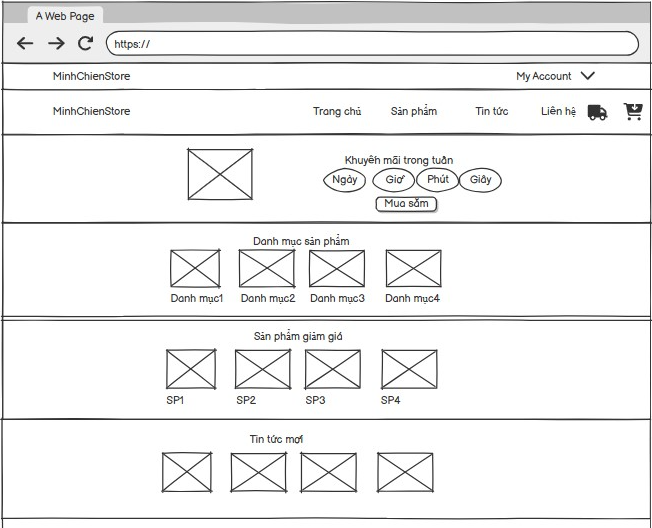 A Web Page
https://
MinhChienStore My Account
MinhChienStore Trang chủ Sản phẩm Tin tức Liên hệ
Khuyến mãi trong tuần
Ngày Giơ Phút Giây
Mua sắm
Danh mục sản phẩm
Danh mục1 Danh mục2 Danh mục3 Danh mục4
Sản phẩm giảm giá
SP1 SP2 SP3 SP4
Tin tức mơi